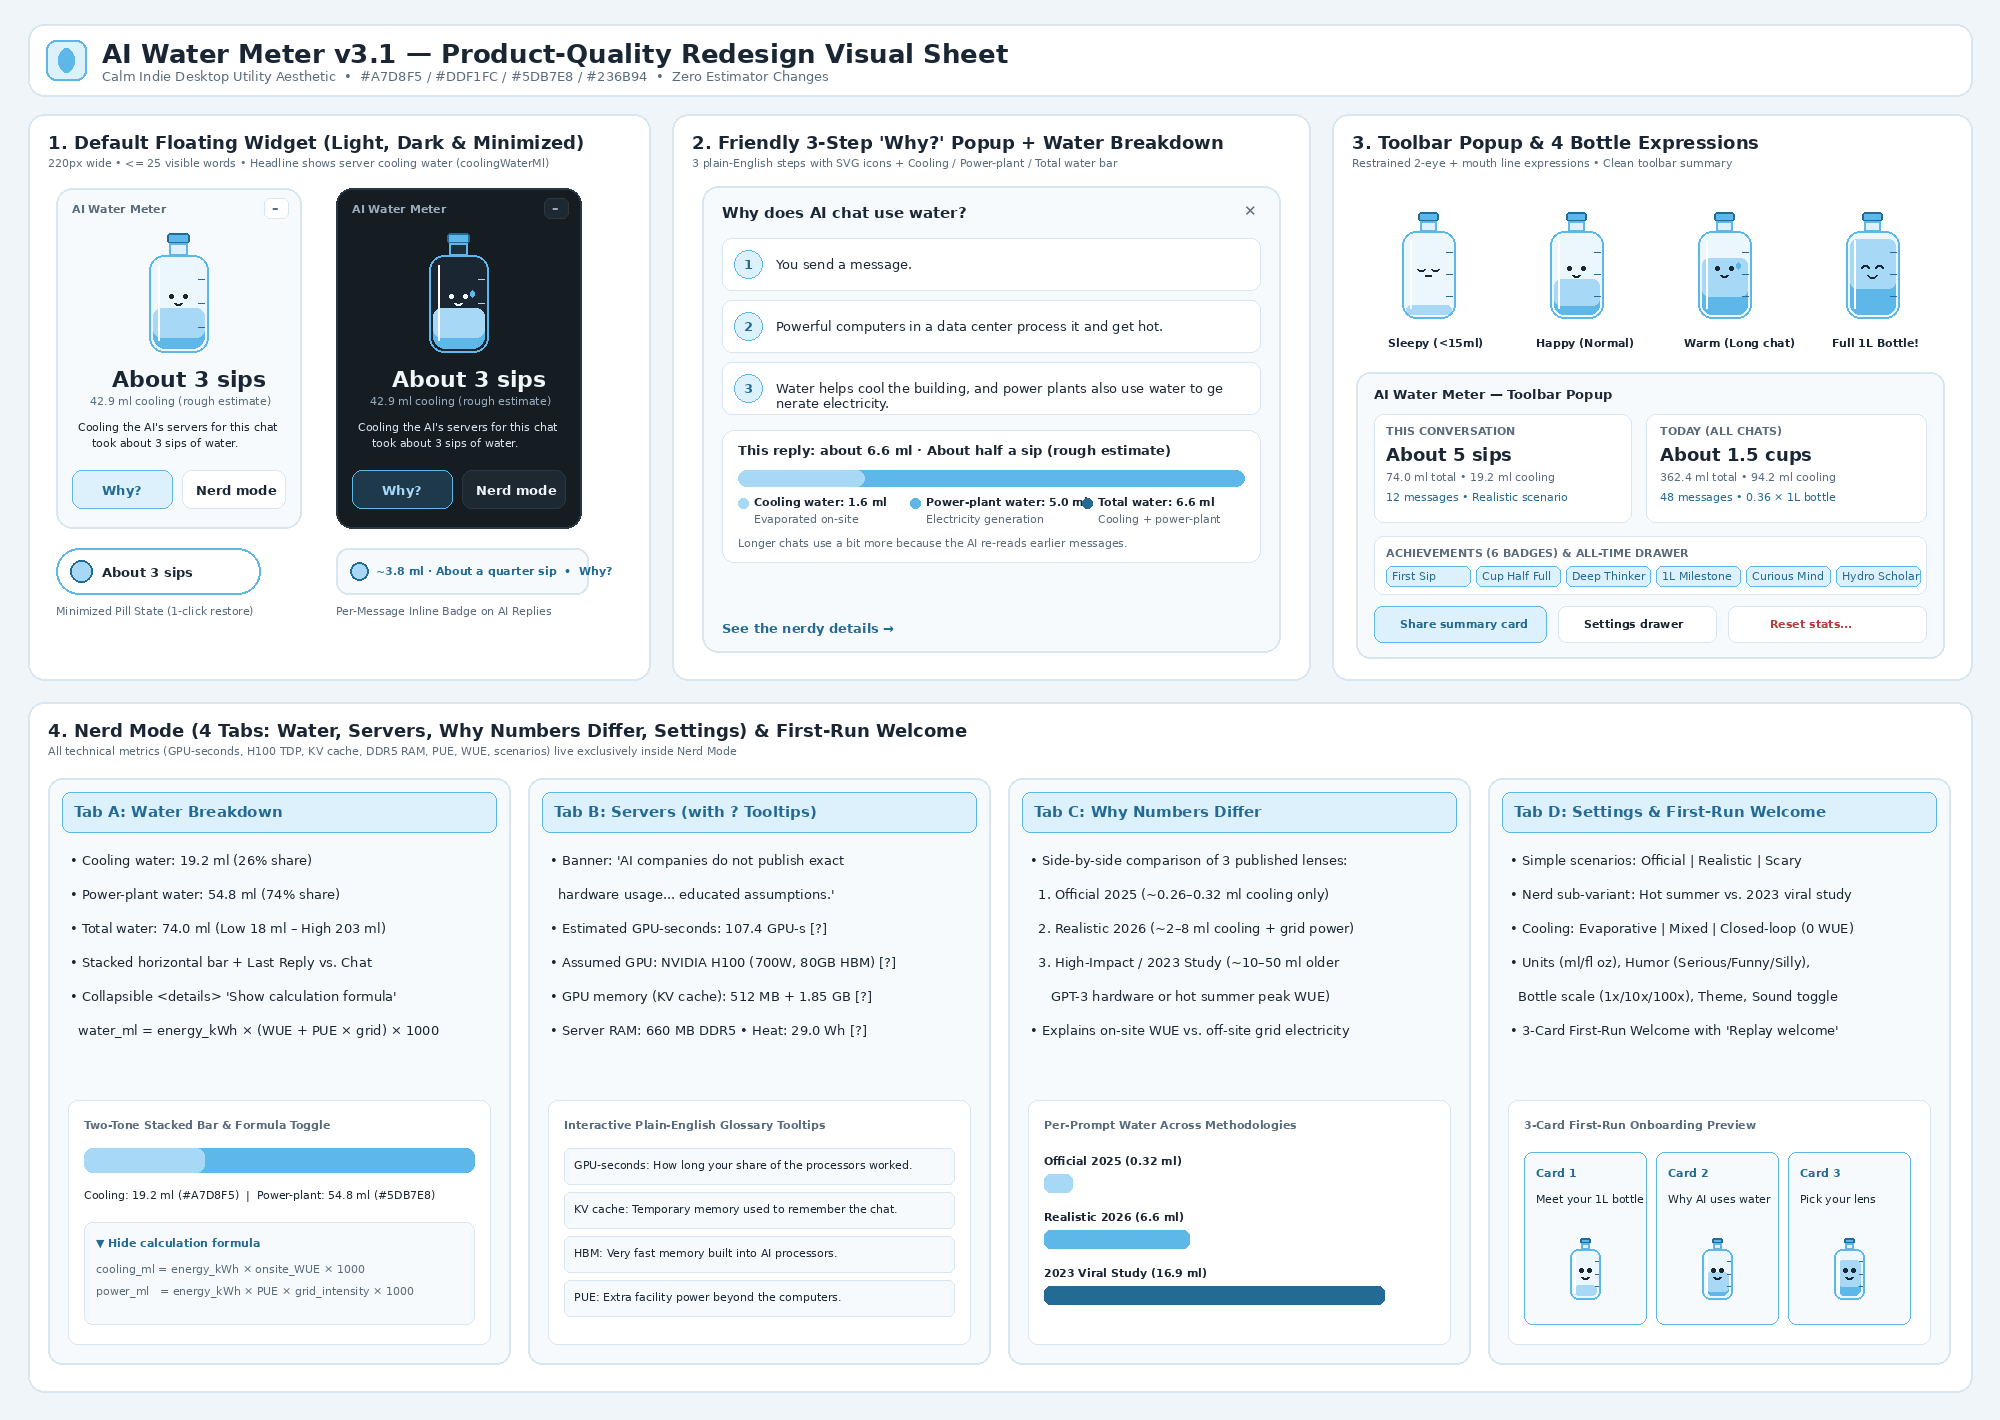 AI Water Meter v3.1 — Product-Quality Redesign Visual Sheet
Calm Indie Desktop Utility Aesthetic • #A7D8F5 / #DDF1FC / #5DB7E8 / #236B94 • Zero Estimator Changes
1. Default Floating Widget (Light, Dark & Minimized)
220px wide • <= 25 visible words • Headline shows server cooling water (coolingWaterMl)
AI Water Meter
–
About 3 sips
42.9 ml cooling (rough estimate)
Cooling the AI's servers for this chat
took about 3 sips of water.
Why?
Nerd mode
AI Water Meter
–
About 3 sips
42.9 ml cooling (rough estimate)
Cooling the AI's servers for this chat
took about 3 sips of water.
Why?
Nerd mode
About 3 sips
Minimized Pill State (1-click restore)
~3.8 ml · About a quarter sip • Why?
Per-Message Inline Badge on AI Replies
2. Friendly 3-Step 'Why?' Popup + Water Breakdown
3 plain-English steps with SVG icons + Cooling / Power-plant / Total water bar
Why does AI chat use water?
✕
1 You send a message.
2 Powerful computers in a data center process it and get hot.
3 Water helps cool the building, and power plants also use water to ge
nerate electricity.
This reply: about 6.6 ml · About half a sip (rough estimate)
Cooling water: 1.6 ml
Evaporated on-site
Power-plant water: 5.0 ml
Electricity generation
Total water: 6.6 ml
Cooling + power-plant
Longer chats use a bit more because the AI re-reads earlier messages.
See the nerdy details →
3. Toolbar Popup & 4 Bottle Expressions
Restrained 2-eye + mouth line expressions • Clean toolbar summary
Sleepy (<15ml)
Happy (Normal)
Warm (Long chat)
Full 1L Bottle!
AI Water Meter — Toolbar Popup
THIS CONVERSATION
About 5 sips
74.0 ml total • 19.2 ml cooling
12 messages • Realistic scenario
TODAY (ALL CHATS)
About 1.5 cups
362.4 ml total • 94.2 ml cooling
48 messages • 0.36 × 1L bottle
ACHIEVEMENTS (6 BADGES) & ALL-TIME DRAWER
First Sip
Cup Half Full
Deep Thinker
1L Milestone
Curious Mind
Hydro Scholar
Share summary card
Settings drawer
Reset stats...
4. Nerd Mode (4 Tabs: Water, Servers, Why Numbers Differ, Settings) & First-Run Welcome
All technical metrics (GPU-seconds, H100 TDP, KV cache, DDR5 RAM, PUE, WUE, scenarios) live exclusively inside Nerd Mode
Tab A: Water Breakdown
• Cooling water: 19.2 ml (26% share)
• Power-plant water: 54.8 ml (74% share)
• Total water: 74.0 ml (Low 18 ml – High 203 ml)
• Stacked horizontal bar + Last Reply vs. Chat
• Collapsible <details> 'Show calculation formula'
water_ml = energy_kWh × (WUE + PUE × grid) × 1000
Two-Tone Stacked Bar & Formula Toggle
Cooling: 19.2 ml (#A7D8F5) | Power-plant: 54.8 ml (#5DB7E8)
▼ Hide calculation formula
cooling_ml = energy_kWh × onsite_WUE × 1000
power_ml = energy_kWh × PUE × grid_intensity × 1000
Tab B: Servers (with ? Tooltips)
• Banner: 'AI companies do not publish exact
hardware usage... educated assumptions.'
• Estimated GPU-seconds: 107.4 GPU-s [?]
• Assumed GPU: NVIDIA H100 (700W, 80GB HBM) [?]
• GPU memory (KV cache): 512 MB + 1.85 GB [?]
• Server RAM: 660 MB DDR5 • Heat: 29.0 Wh [?]
Interactive Plain-English Glossary Tooltips
GPU-seconds: How long your share of the processors worked.
KV cache: Temporary memory used to remember the chat.
HBM: Very fast memory built into AI processors.
PUE: Extra facility power beyond the computers.
Tab C: Why Numbers Differ
• Side-by-side comparison of 3 published lenses:
1. Official 2025 (~0.26–0.32 ml cooling only)
2. Realistic 2026 (~2–8 ml cooling + grid power)
3. High-Impact / 2023 Study (~10–50 ml older
GPT-3 hardware or hot summer peak WUE)
• Explains on-site WUE vs. off-site grid electricity
Per-Prompt Water Across Methodologies
Official 2025 (0.32 ml)
Realistic 2026 (6.6 ml)
2023 Viral Study (16.9 ml)
Tab D: Settings & First-Run Welcome
• Simple scenarios: Official | Realistic | Scary
• Nerd sub-variant: Hot summer vs. 2023 viral study
• Cooling: Evaporative | Mixed | Closed-loop (0 WUE)
• Units (ml/fl oz), Humor (Serious/Funny/Silly),
Bottle scale (1x/10x/100x), Theme, Sound toggle
• 3-Card First-Run Welcome with 'Replay welcome'
3-Card First-Run Onboarding Preview
Card 1
Meet your 1L bottle
Card 2
Why AI uses water
Card 3
Pick your lens